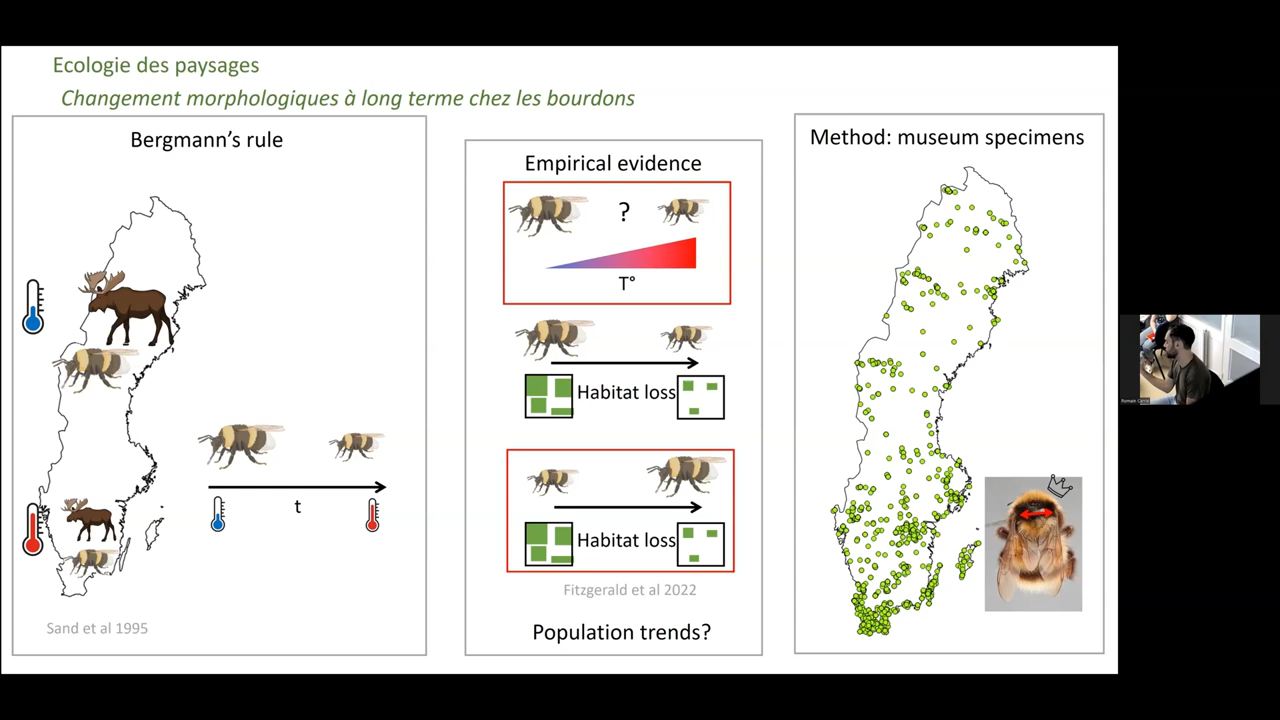 Ecologie des paysages
Changement morphologiques à long terme chez les bourdons
Bergmann's rule
t
Sand et al 1995
Empirical evidence
?
T°
Habitat loss
Habitat loss
Fitzgerald et al 2022
Population trends?
Method: museum specimens